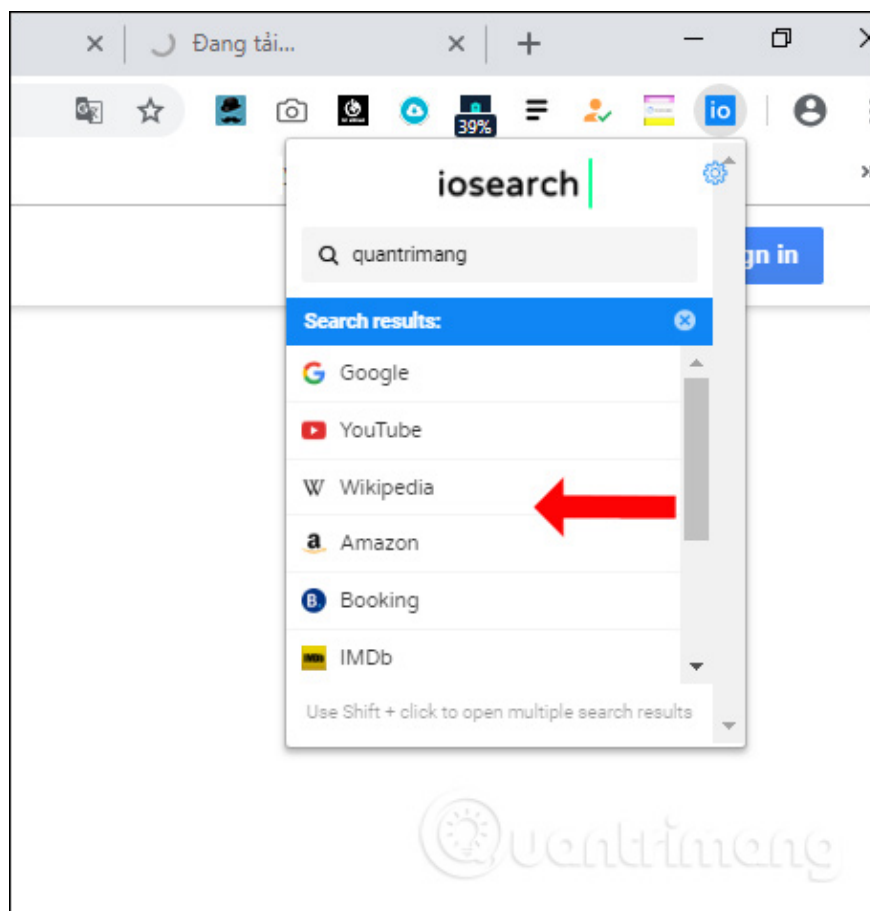 Đang tải...
39%
io
iosearch
quantrimang
gn in
Search results:
Google
YouTube
Wikipedia
Amazon
Booking
IMDb
Use Shift + click to open multiple search results
Quantrimang